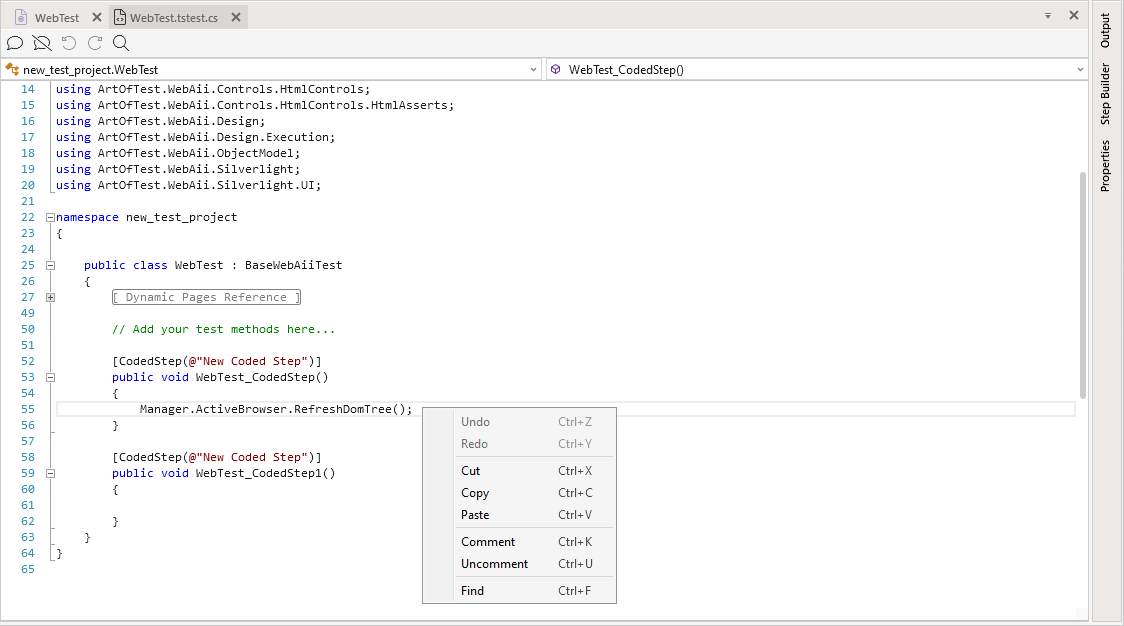 WebTest
WebTest.tstest.cs
new_test_project.WebTest
WebTest_CodedStep()
14 using ArtOfTest.WebAii.Controls.HtmlControls;
15 using ArtOfTest.WebAii.Controls.HtmlControls.HtmlAsserts;
16 using ArtOfTest.WebAii.Design;
17 using ArtOfTest.WebAii.Design.Execution;
18 using ArtOfTest.WebAii.ObjectModel;
19 using ArtOfTest.WebAii.Silverlight;
20 using ArtOfTest.WebAii.Silverlight.UI;
21
22 namespace new_test_project
23 {
24
25 public class WebTest : BaseWebAiiTest
26 {
27 [ Dynamic Pages Reference ]
49
50 // Add your test methods here...
51
52 [CodedStep(@"New Coded Step")]
53 public void WebTest_CodedStep()
54 {
55 Manager.ActiveBrowser.RefreshDomTree();
56 }
57
58 [CodedStep(@"New Coded Step")]
59 public void WebTest_CodedStep1()
60 {
61
62 }
63 }
64 }
65
Undo Ctrl+Z
Redo Ctrl+Y
Cut Ctrl+X
Copy Ctrl+C
Paste Ctrl+V
Comment Ctrl+K
Uncomment Ctrl+U
Find Ctrl+F
Output
Step Builder
Properties